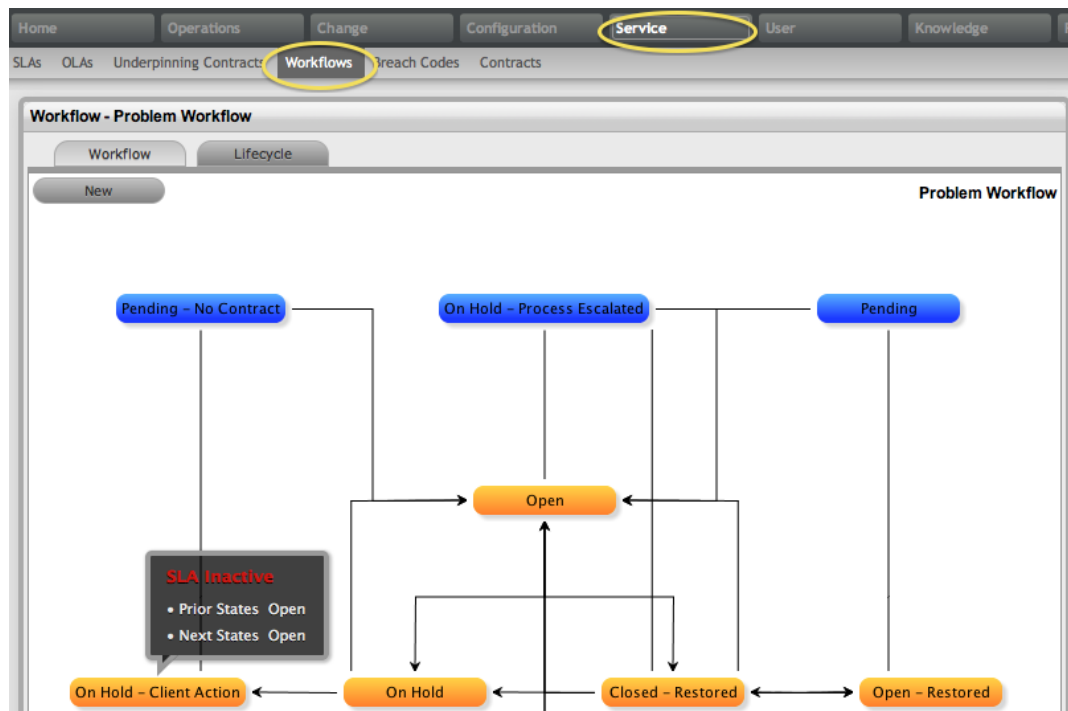 Home Operations Change Configuration Service User Knowledge
SLAs OLAs Underpinning Contracts Workflows Breach Codes Contracts
Workflow - Problem Workflow
Workflow Lifecycle
New Problem Workflow
Pending – No Contract On Hold – Process Escalated Pending
Open
SLA Inactive
• Prior States Open
• Next States Open
On Hold – Client Action On Hold Closed – Restored Open – Restored